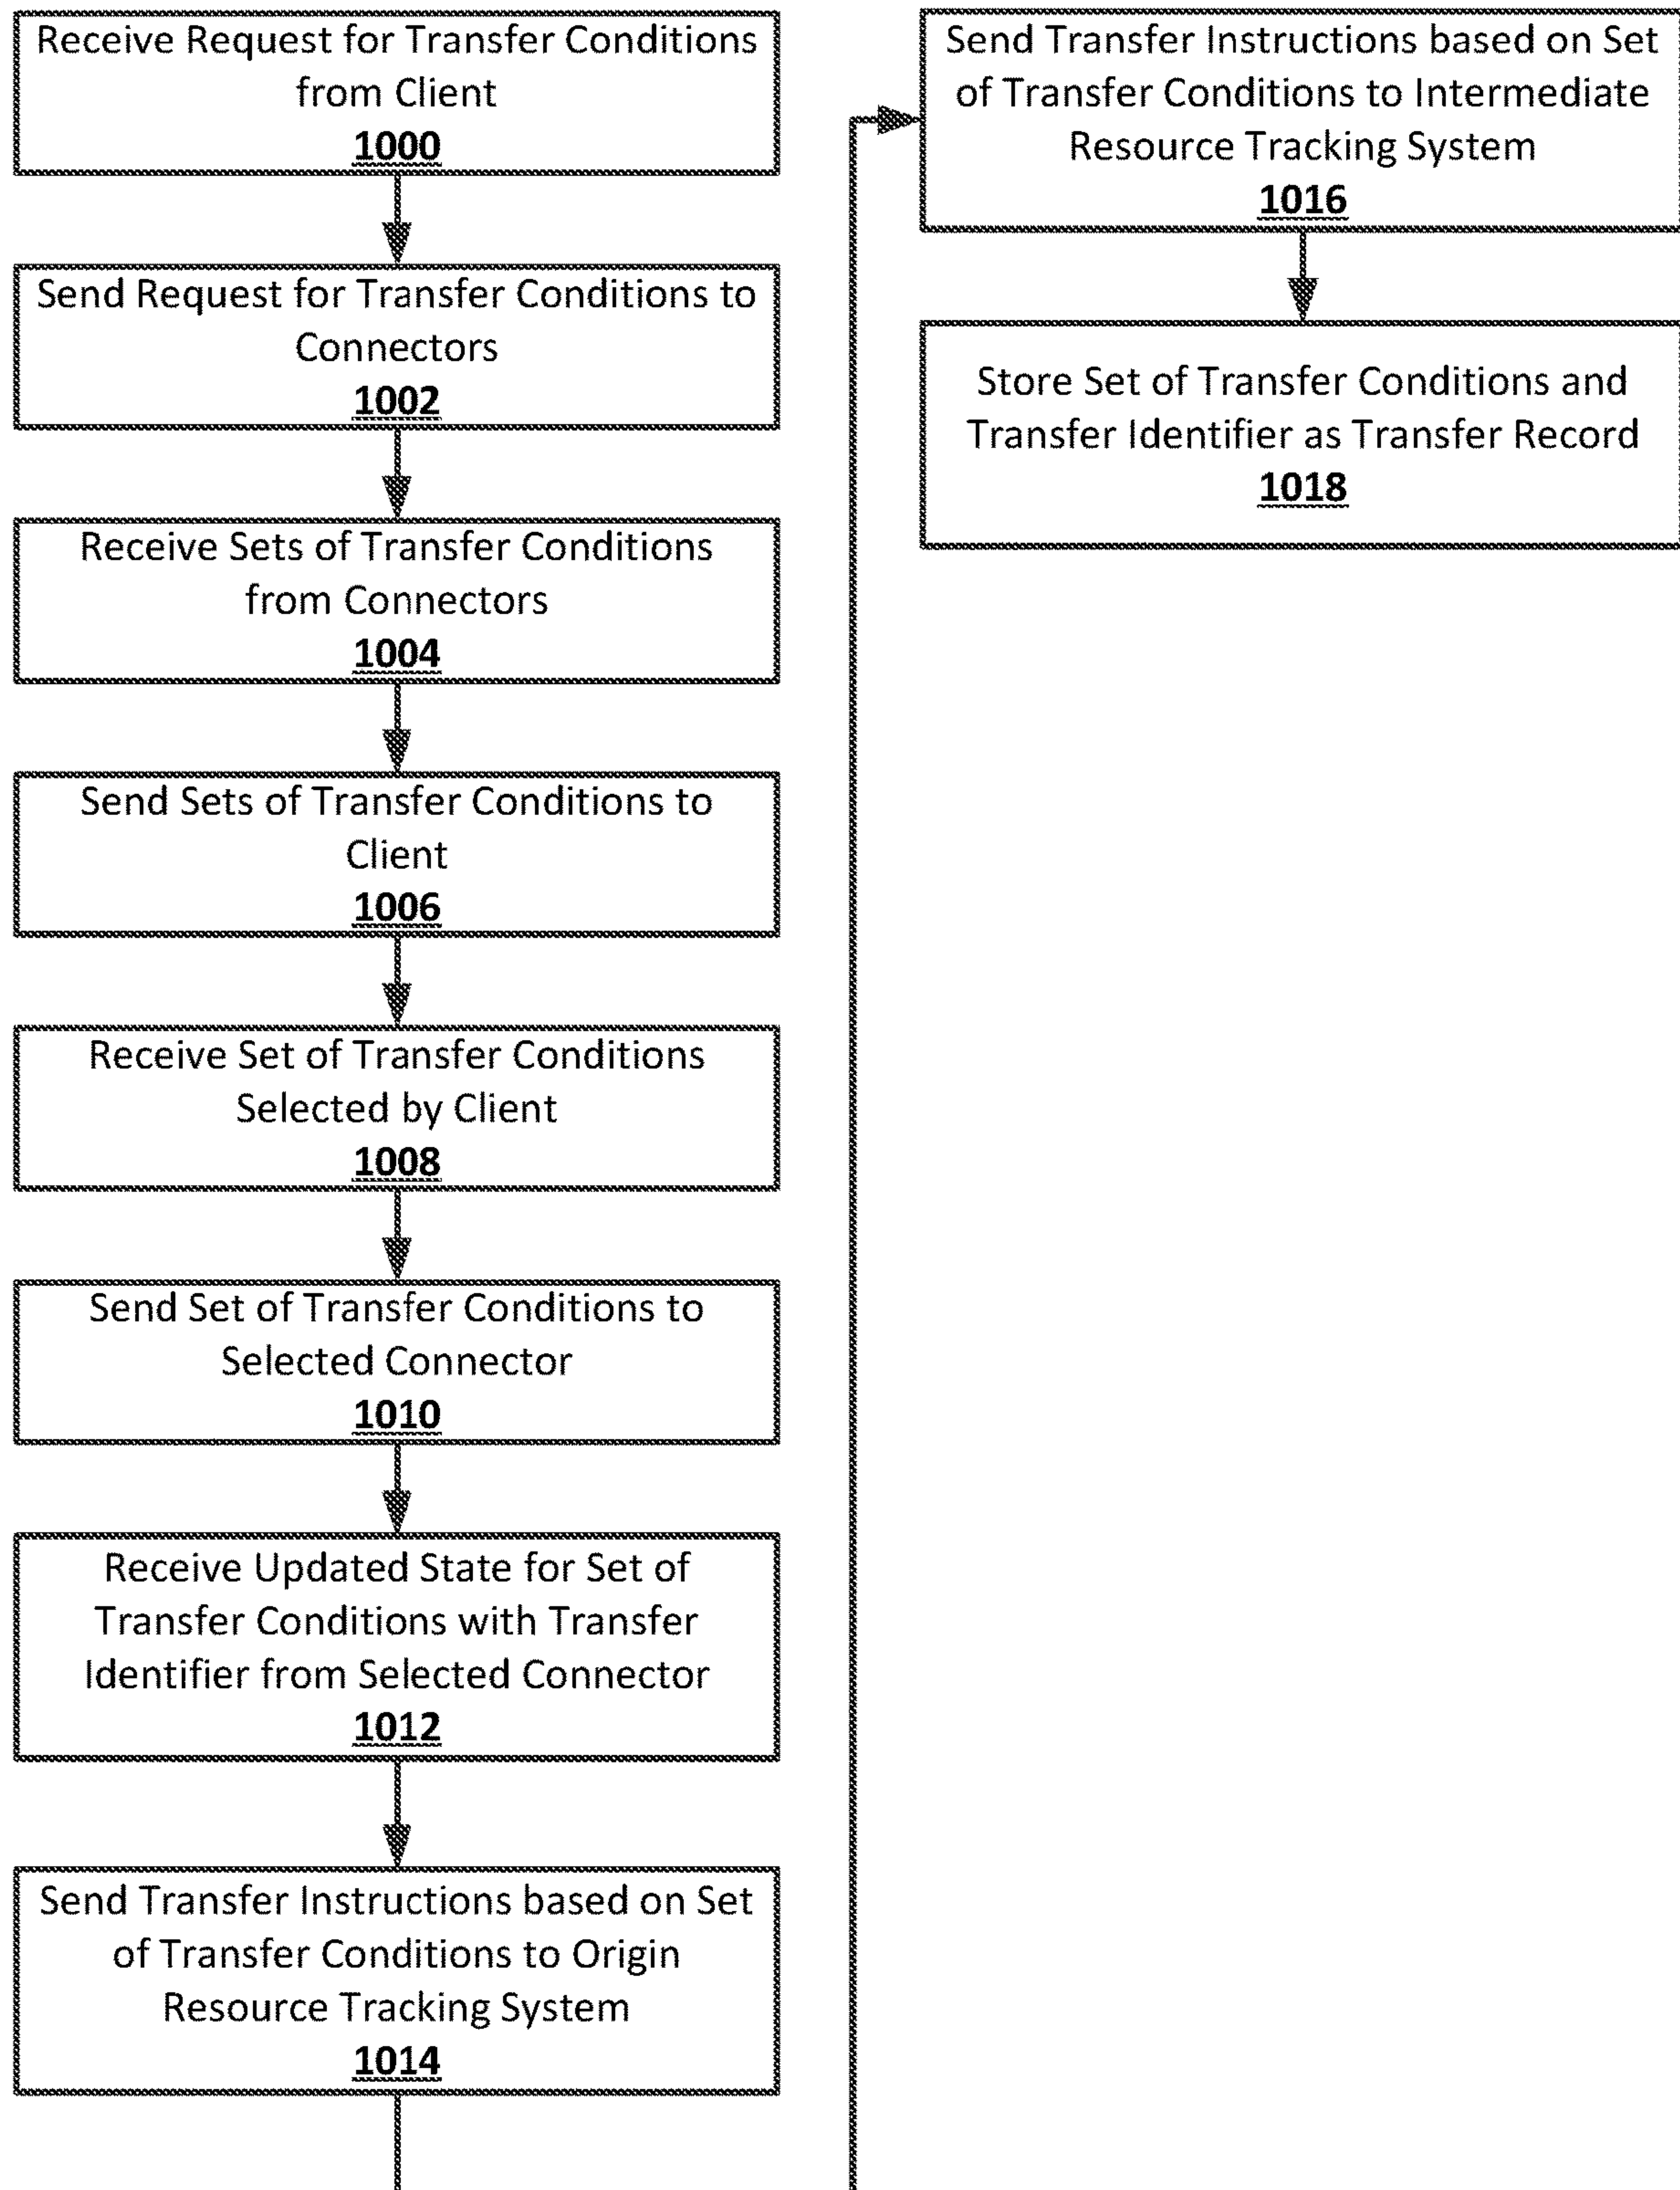 Receive Request for Transfer Conditions
from Client
1000
Send Request for Transfer Conditions to
Connectors
1002
Receive Sets of Transfer Conditions
from Connectors
1004
Send Sets of Transfer Conditions to
Client
1006
Receive Set of Transfer Conditions
Selected by Client
1008
Send Set of Transfer Conditions to
Selected Connector
1010
Receive Updated State for Set of
Transfer Conditions with Transfer
Identifier from Selected Connector
1012
Send Transfer Instructions based on Set
of Transfer Conditions to Origin
Resource Tracking System
1014
Send Transfer Instructions based on Set
of Transfer Conditions to Intermediate
Resource Tracking System
1016
Store Set of Transfer Conditions and
Transfer Identifier as Transfer Record
1018